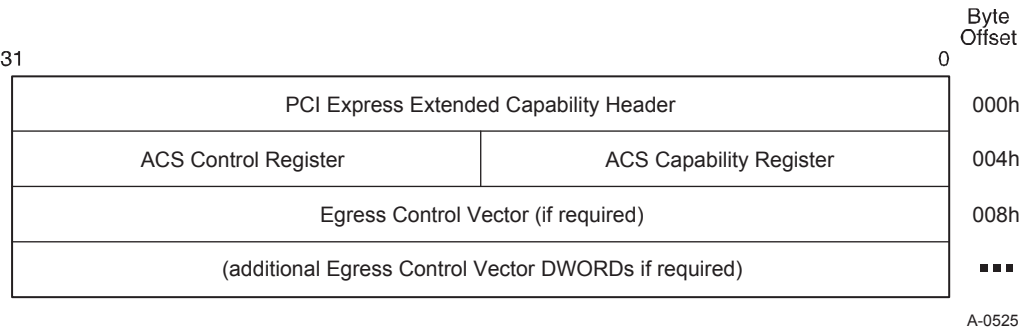 Byte
Offset
31 0
PCI Express Extended Capability Header 000h
ACS Control Register ACS Capability Register 004h
Egress Control Vector (if required) 008h
(additional Egress Control Vector DWORDs if required)
A-0525